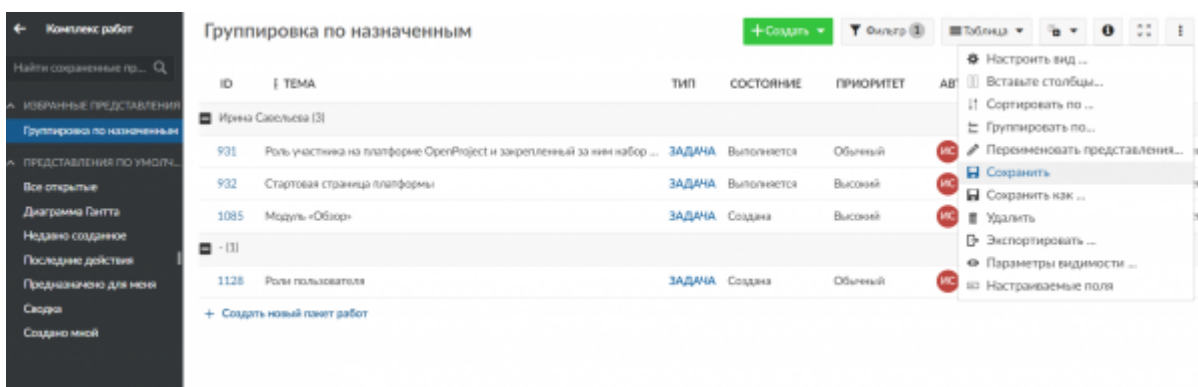 Комплекс работ
Группировка по назначенным
Создать
Фильтр 1
Таблица
Найти сохраненные пр...
ИЗБРАННЫЕ ПРЕДСТАВЛЕНИЯ
Группировка по назначенным
ПРЕДСТАВЛЕНИЯ ПО УМОЛЧ...
Все открытые
Диаграмма Гантта
Недавно созданное
Последние действия
Предназначено для меня
Сводка
Создано мной
ID ТЕМА ТИП СОСТОЯНИЕ ПРИОРИТЕТ АВТ
Ирина Савельева (3)
931 Роль участника на платформе OpenProject и закрепленный за ним набор ... ЗАДАЧА Выполняется Обычный ИС
932 Стартовая страница платформы ЗАДАЧА Выполняется Высокий ИС
1085 Модуль «Обзор» ЗАДАЧА Создана Высокий ИС
- (1)
1128 Роли пользователя ЗАДАЧА Создана Обычный ИС
+ Создать новый пакет работ
Настроить вид ...
Вставьте столбцы...
Сортировать по ...
Группировать по...
Переименовать представления...
Сохранить
Сохранить как ...
Удалить
Экспортировать ...
Параметры видимости ...
Настраиваемые поля